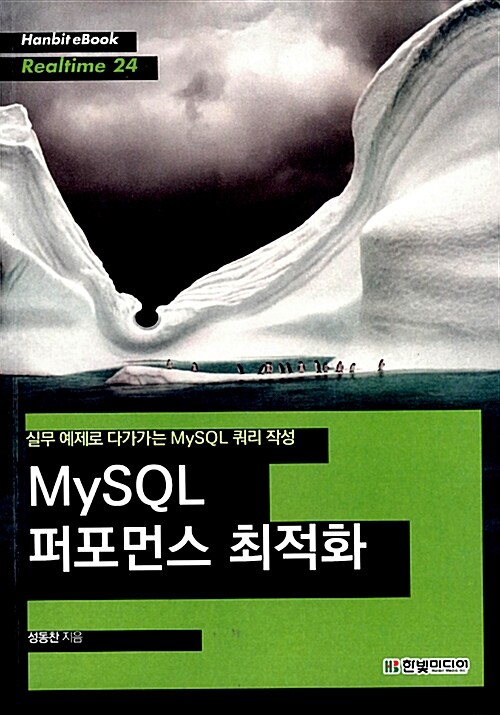 Hanbit eBook
Realtime 24
실무 예제로 다가가는 MySQL 쿼리 작성
MySQL
퍼포먼스 최적화
성동찬 지음
HB 한빛미디어